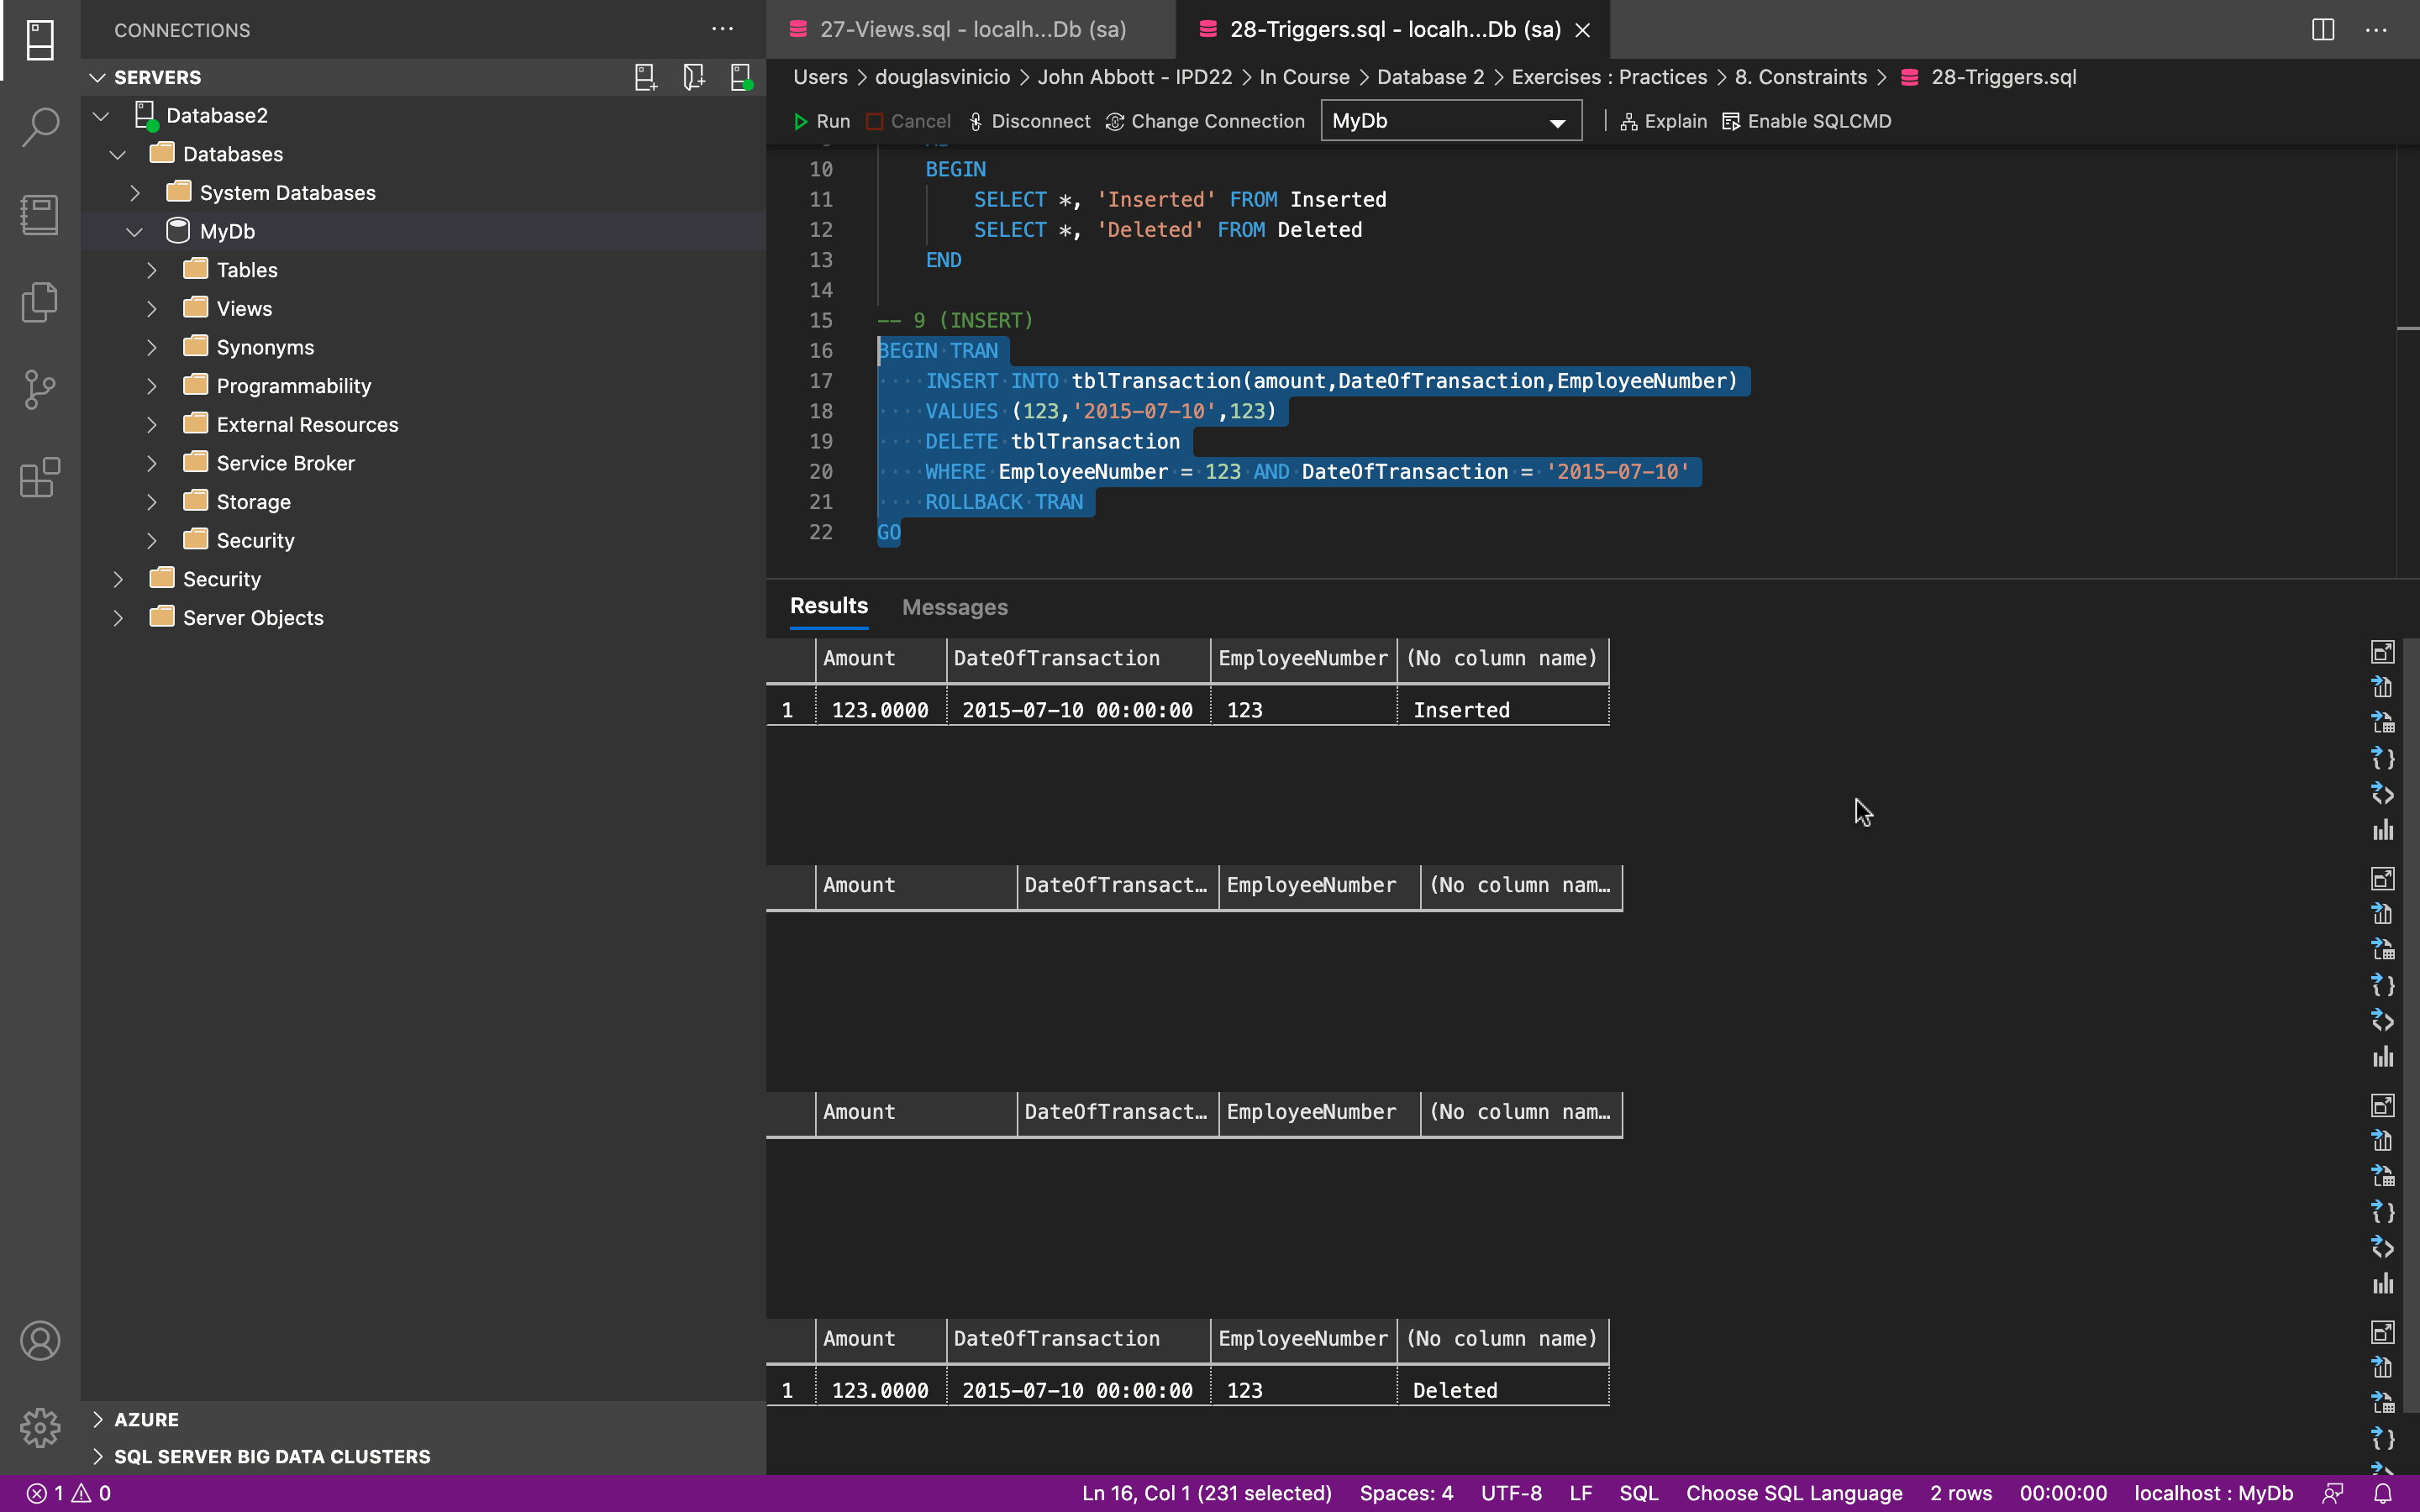 CONNECTIONS
SERVERS
Database2
Databases
System Databases
MyDb
Tables
Views
Synonyms
Programmability
External Resources
Service Broker
Storage
Security
Security
Server Objects
AZURE
SQL SERVER BIG DATA CLUSTERS
27-Views.sql - localh...Db (sa)
28-Triggers.sql - localh...Db (sa)
Users > douglasvinicio > John Abbott - IPD22 > In Course > Database 2 > Exercises : Practices > 8. Constraints > 28-Triggers.sql
Run Cancel Disconnect Change Connection MyDb Explain Enable SQLCMD
10 BEGIN
11 SELECT *, 'Inserted' FROM Inserted
12 SELECT *, 'Deleted' FROM Deleted
13 END
14
15 -- 9 (INSERT)
16 BEGIN TRAN
17 INSERT INTO tblTransaction(amount,DateOfTransaction,EmployeeNumber)
18 VALUES (123,'2015-07-10',123)
19 DELETE tblTransaction
20 WHERE EmployeeNumber = 123 AND DateOfTransaction = '2015-07-10'
21 ROLLBACK TRAN
22 GO
Results Messages
Amount DateOfTransaction EmployeeNumber (No column name)
1 123.0000 2015-07-10 00:00:00 123 Inserted
Amount DateOfTransact... EmployeeNumber (No column nam...
Amount DateOfTransact... EmployeeNumber (No column nam...
Amount DateOfTransaction EmployeeNumber (No column name)
1 123.0000 2015-07-10 00:00:00 123 Deleted
1 0 Ln 16, Col 1 (231 selected) Spaces: 4 UTF-8 LF SQL Choose SQL Language 2 rows 00:00:00 localhost : MyDb